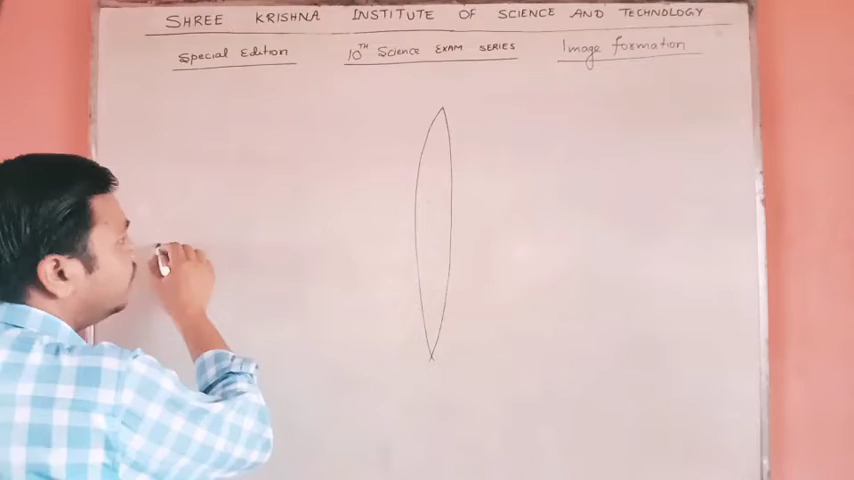 SHREE KRISHNA INSTITUTE OF SCIENCE AND TECHNOLOGY
Special Edition 10TH Science EXAM SERIES Image formation